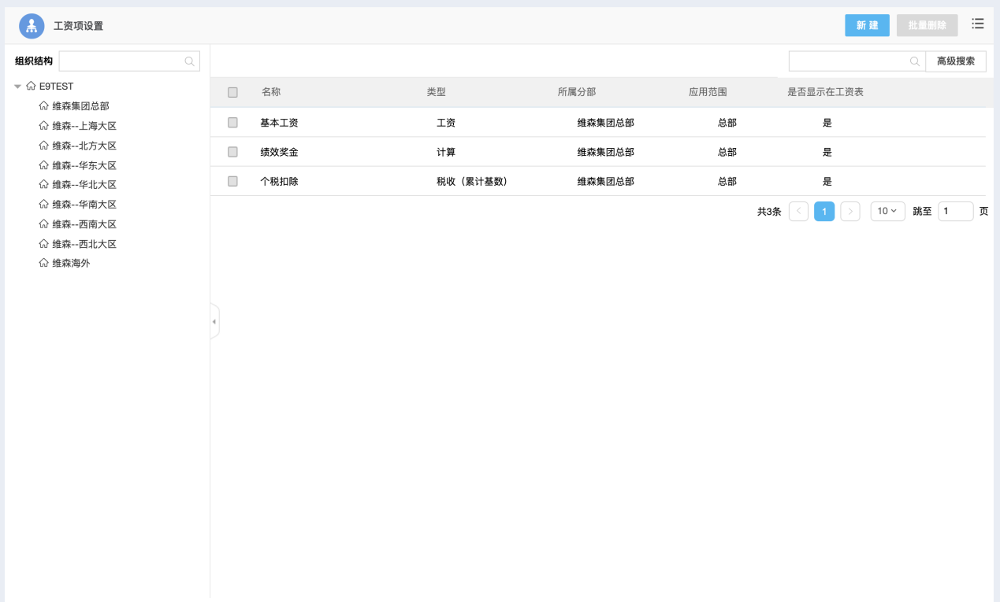 工资项设置
新 建 批量删除
组织结构
高级搜索
E9TEST
维森集团总部
维森--上海大区
维森--北方大区
维森--华东大区
维森--华北大区
维森--华南大区
维森--西南大区
维森--西北大区
维森海外
名称 类型 所属分部 应用范围 是否显示在工资表
基本工资 工资 维森集团总部 总部 是
绩效奖金 计算 维森集团总部 总部 是
个税扣除 税收（累计基数） 维森集团总部 总部 是
共3条 < 1 > 10 跳至 1 页